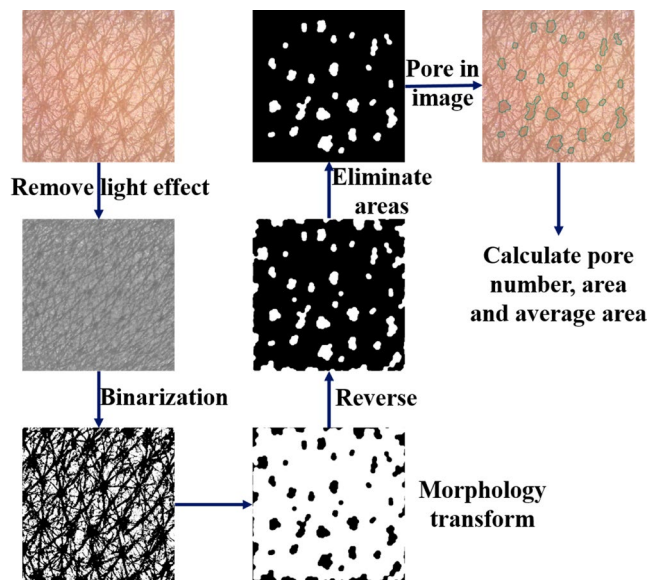 Remove light effect
Binarization
Morphology
transform
Reverse
Eliminate
areas
Pore in
image
Calculate pore
number, area
and average area